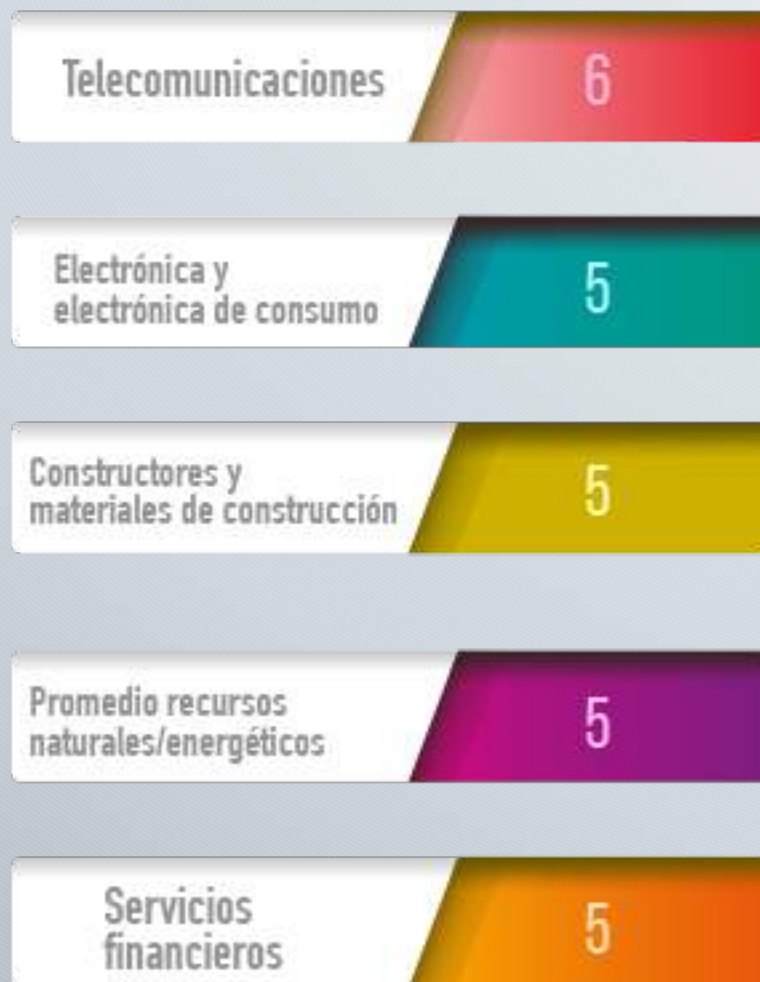 Telecomunicaciones
6
Electrónica y
electrónica de consumo
5
Constructores y
materiales de construcción
5
Promedio recursos
naturales/energéticos
5
Servicios
financieros
5